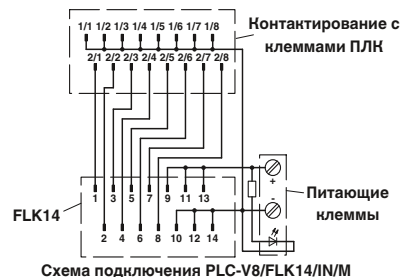 1/1 1/2 1/3 1/4 1/5 1/6 1/7 1/8
Контактирование с
клеммами ПЛК
2/1 2/2 2/3 2/4 2/5 2/6 2/7 2/8
+
1 3 5 7 9 11 13
Питающие
клеммы
-
FLK14
2 4 6 8 10 12 14
Схема подключения PLC-V8/FLK14/IN/M